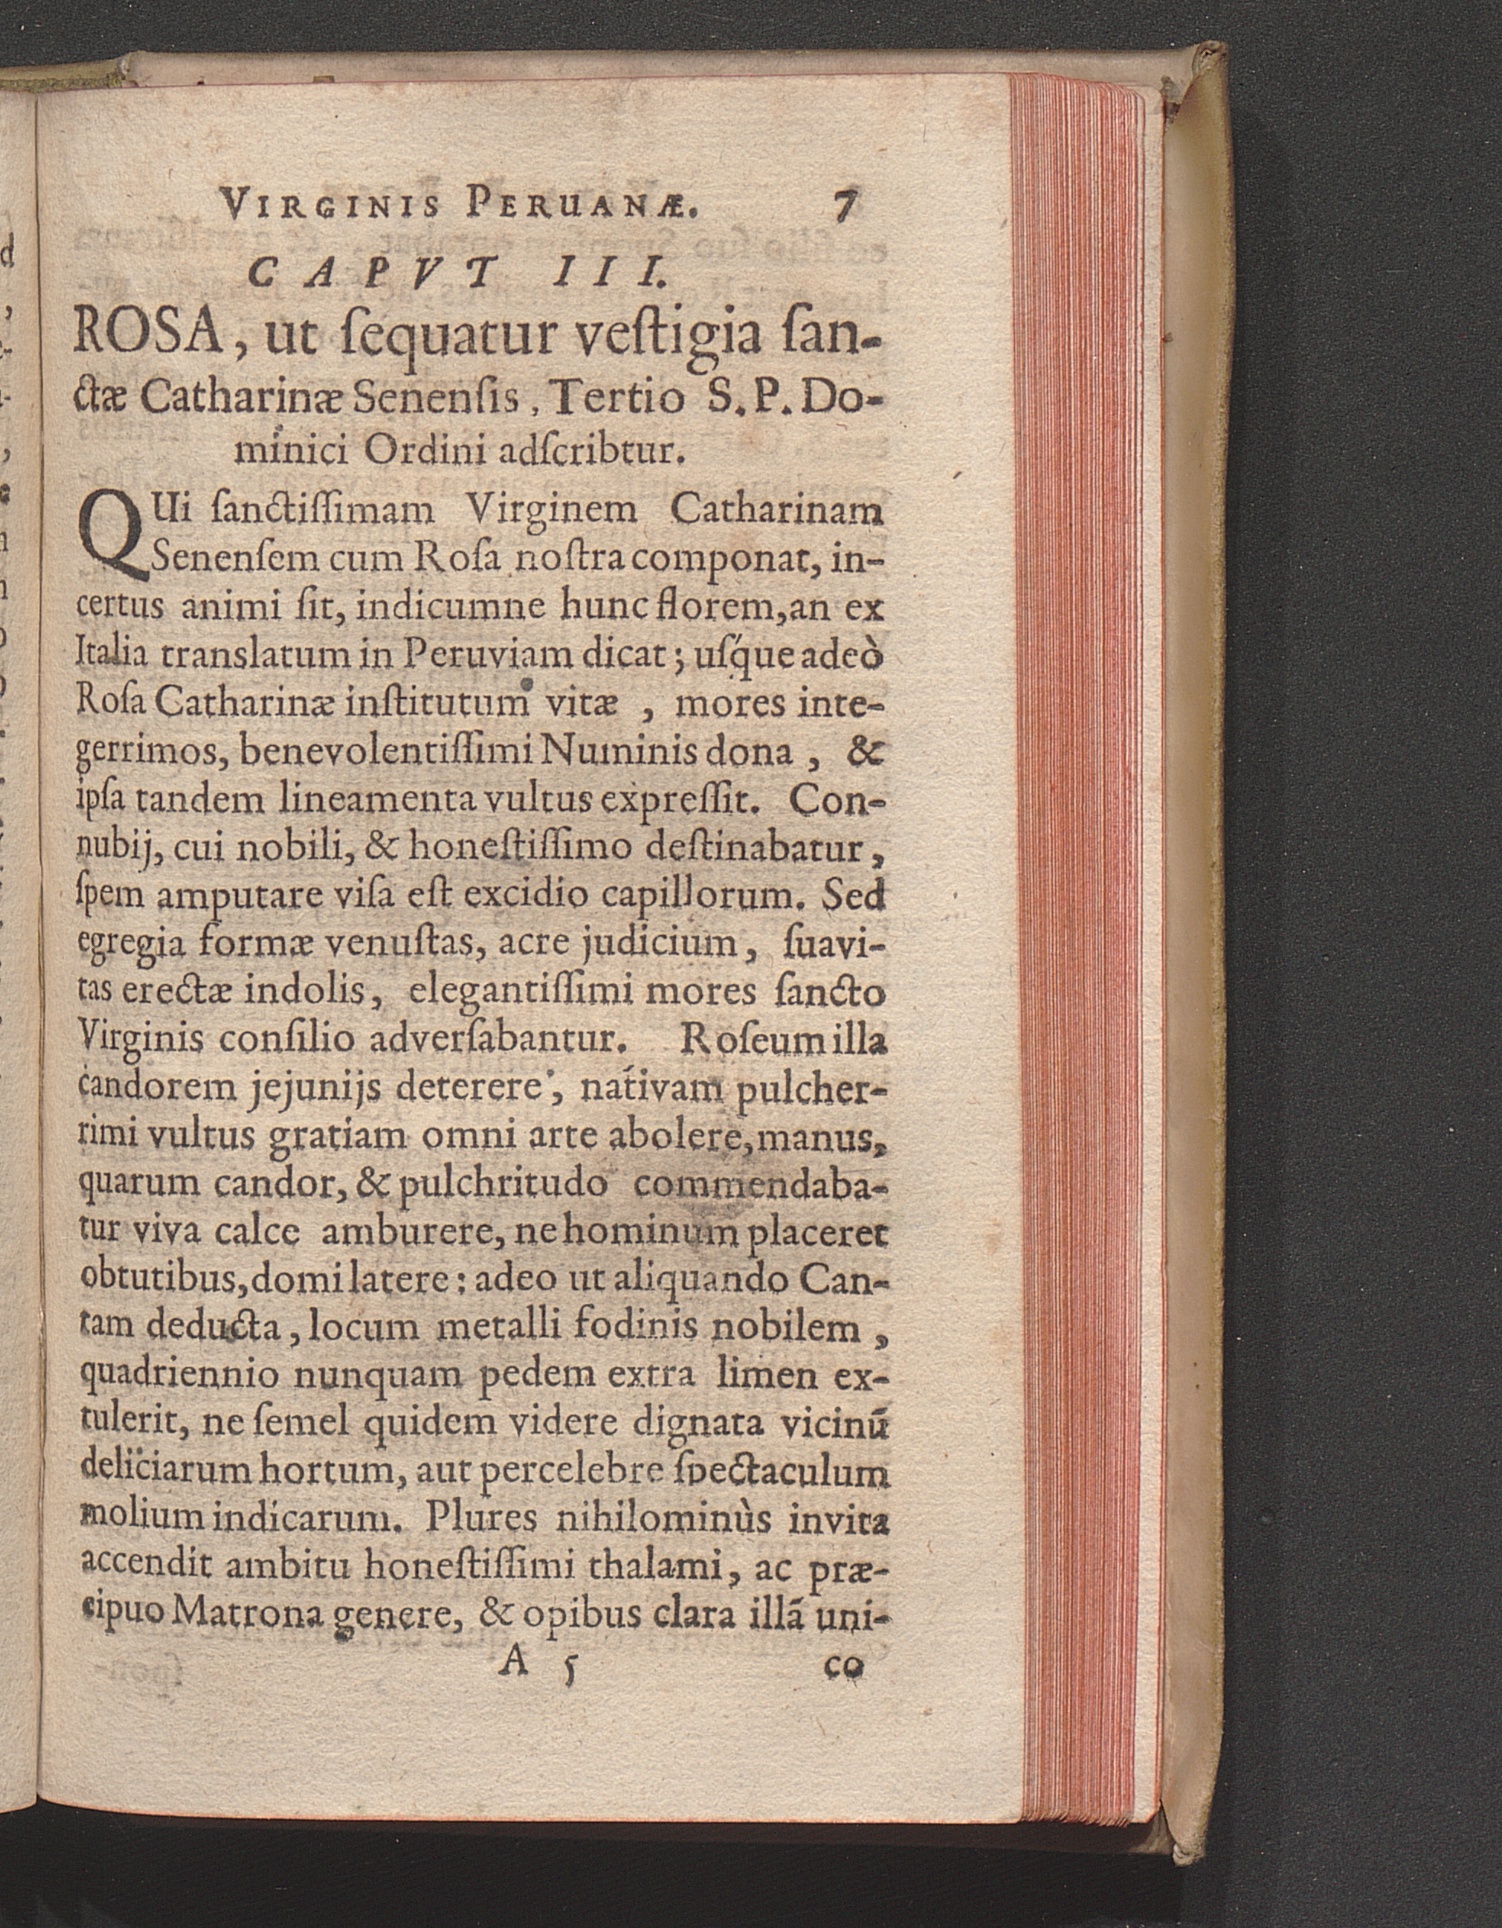 VIRGINIS PERUANÆ. 7
CAPVT III.
ROSA, ut ſequatur veſtigia ſan-
ctæ Catharinæ Senenſis, Tertio S. P. Do-
minici Ordini adſcribtur.
QUi ſanctiſſimam Virginem Catharinam
Senenſem cum Roſa noſtra componat, in-
certus animi ſit, indicumne hunc florem, an ex
Italia translatum in Peruviam dicat; uſq́ue adeò
Roſa Catharinæ inſtitutum vitæ, mores inte-
gerrimos, benevolentiſſimi Numinis dona, &
ipſa tandem lineamenta vultus expreſſit. Con-
nubij, cui nobili, & honeſtiſſimo deſtinabatur,
ſpem amputare viſa eſt excidio capillorum. Sed
egregia formæ venuſtas, acre judicium, ſuavi-
tas erectæ indolis, elegantiſſimi mores ſancto
Virginis conſilio adverſabantur. Roſeum illa
candorem jejunijs deterere, nativam pulcher-
rimi vultus gratiam omni arte abolere, manus,
quarum candor, & pulchritudo commendaba-
tur viva calce amburere, ne hominum placeret
obtutibus, domi latere: adeo ut aliquando Can-
tam deducta, locum metalli fodinis nobilem,
quadriennio nunquam pedem extra limen ex-
tulerit, ne ſemel quidem videre dignata vicinū
deliciarum hortum, aut percelebre ſpectaculum
molium indicarum. Plures nihilominùs invita
accendit ambitu honeſtiſſimi thalami, ac præ-
cipuo Matrona genere, & opibus clara illā uni-
A 5 co